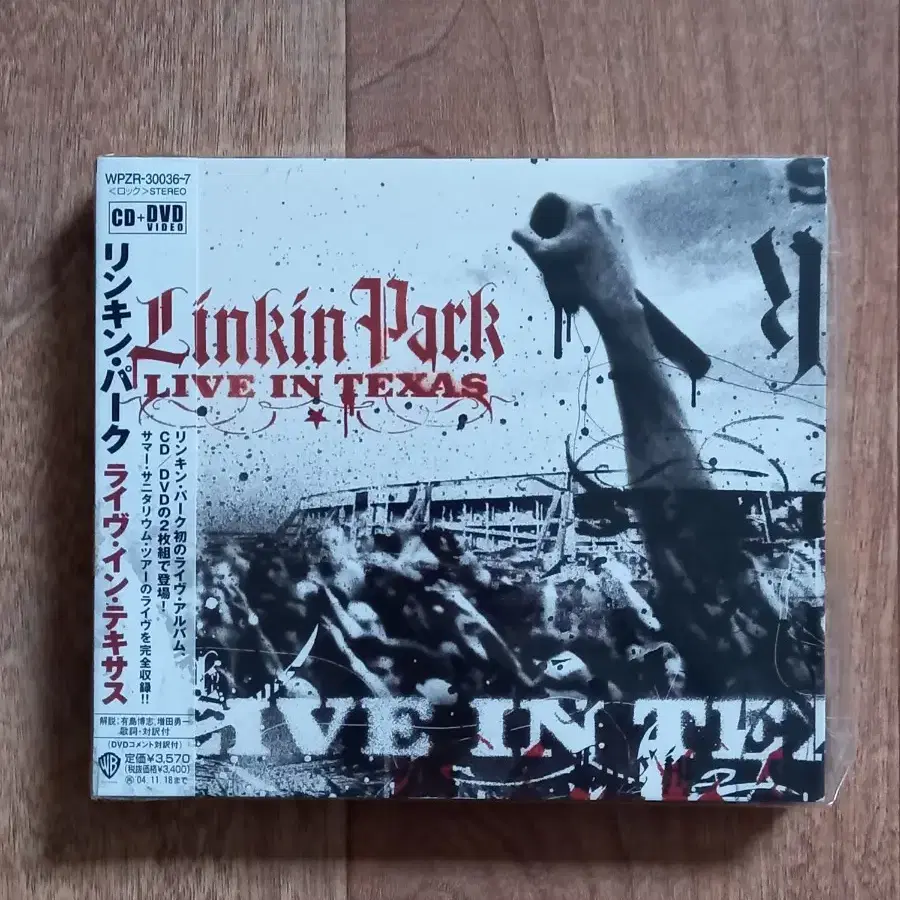 WPZR-30036~7
<ロック>STEREO
CD+DVD
VIDEO
リンキン・パーク ライヴ・イン・テキサス
リンキン・パーク初のライヴ・アルバム、
CD、DVDの2枚組で登場!
サマー・サニタリウム・ツアーのライヴを完全収録!!
解説:有島博志、増田勇一
歌詞・対訳付
(DVDコメント対訳付)
WB
定価¥3,570
(税抜価格¥3,400)
04.11.18まで
Linkin Park
LIVE IN TEXAS
LIVE IN TE